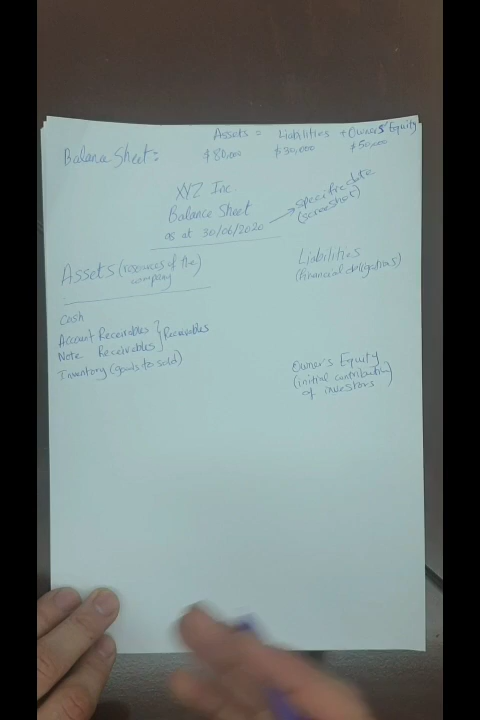 Assets = Liabilities + Owner's Equity
Balance Sheet: $80,000 $30,000 $50,000
XYZ Inc.
Balance Sheet
as at 30/06/2020
specific date
(screeshot)
Assets (resources of the
company)
Liabilities
(financial obligations)
Cash
Account Receivables
Note Receivables } Receivables
Inventory (goods to sold)
Owner's Equity
(initial contribution
of investors)